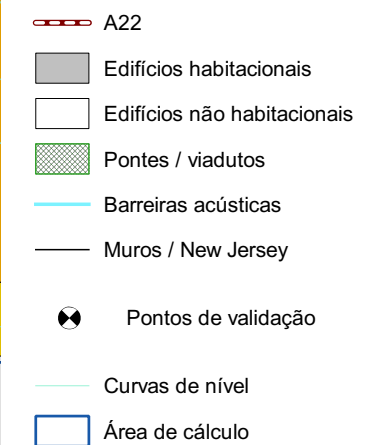 A22
Edifícios habitacionais
Edifícios não habitacionais
Pontes / viadutos
Barreiras acústicas
Muros / New Jersey
Pontos de validação
Curvas de nível
Área de cálculo